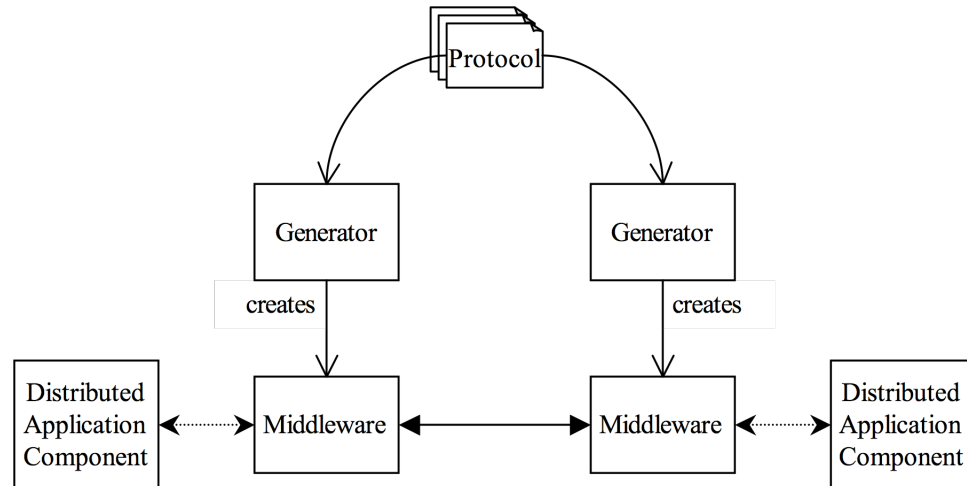 Protocol
Generator
Generator
creates
creates
Distributed
Application
Component
Middleware
Middleware
Distributed
Application
Component